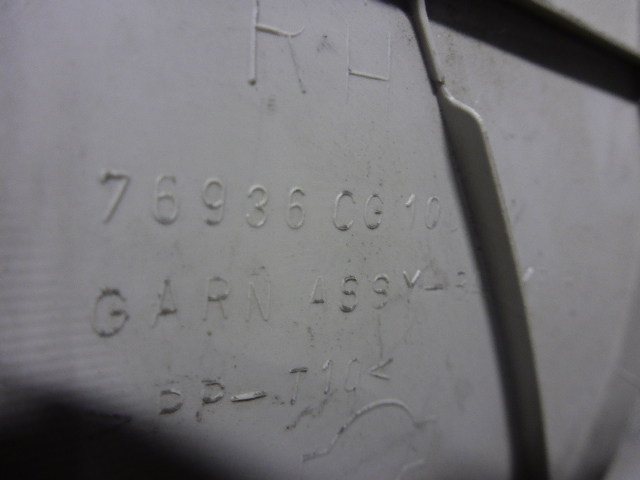 RH
76936 CG10
GARN ASSY-
>PP-T10<